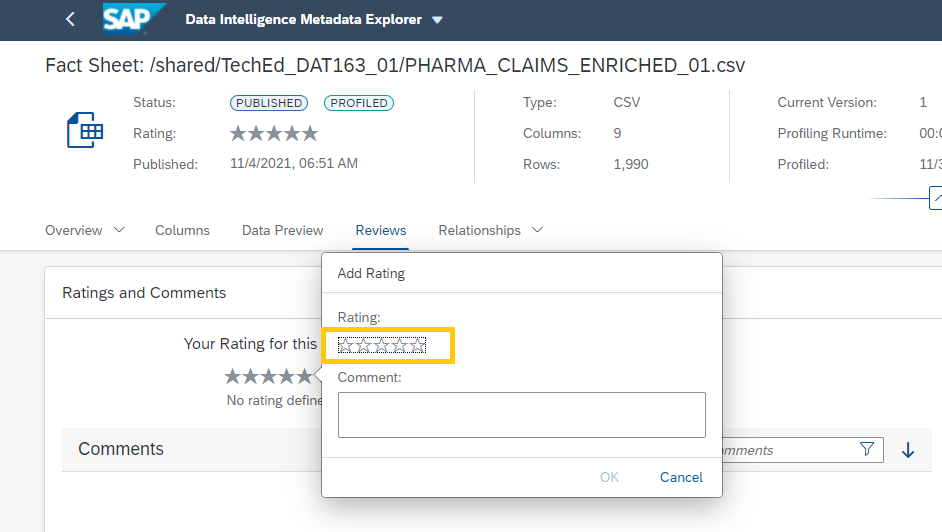 SAP Data Intelligence Metadata Explorer
Fact Sheet: /shared/TechEd_DAT163_01/PHARMA_CLAIMS_ENRICHED_01.csv
Status: PUBLISHED PROFILED
Rating:
Published: 11/4/2021, 06:51 AM
Type: CSV
Columns: 9
Rows: 1,990
Current Version: 1
Profiling Runtime: 00:
Profiled: 11/3
Overview Columns Data Preview Reviews Relationships
Ratings and Comments
Your Rating for this
No rating define
Comments
mments
Add Rating
Rating:
Comment:
OK Cancel